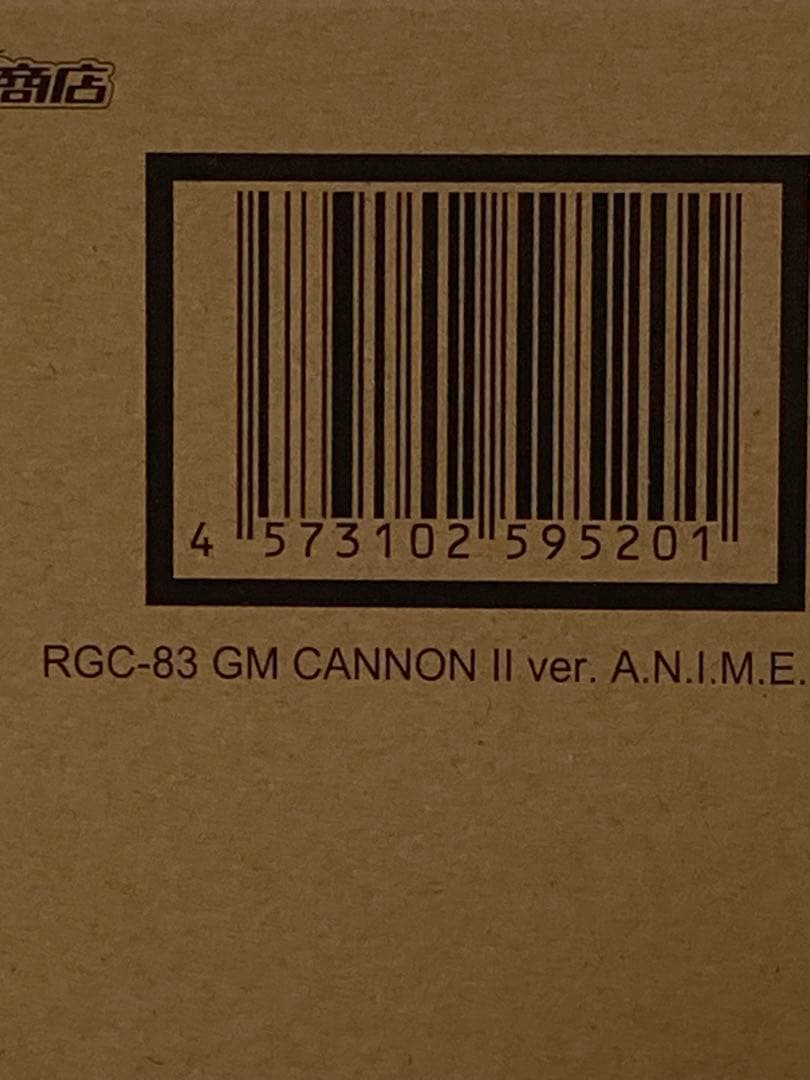 商店
4 573102 595201
RGC-83 GM CANNON II ver. A.N.I.M.E.